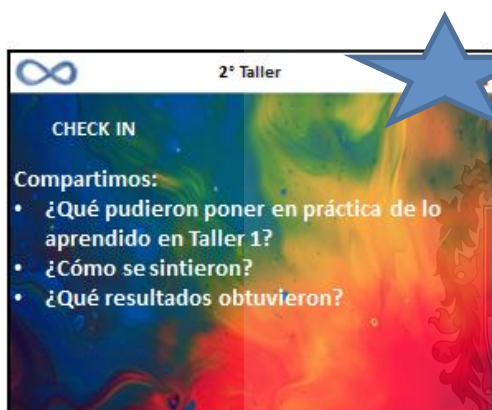 2° Taller
CHECK IN
Compartimos:
• ¿Qué pudieron poner en práctica de lo
aprendido en Taller 1?
• ¿Cómo se sintieron?
• ¿Qué resultados obtuvieron?